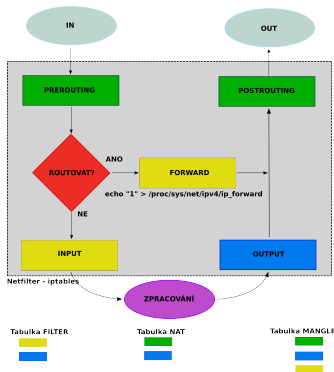 IN
OUT
PREROUTING
POSTROUTING
ROUTOVAT?
ANO
FORWARD
echo "1" > /proc/sys/net/ipv4/ip_forward
NE
INPUT
OUTPUT
Netfilter - iptables
ZPRACOVÁNÍ
Tabulka FILTER
Tabulka NAT
Tabulka MANGLE